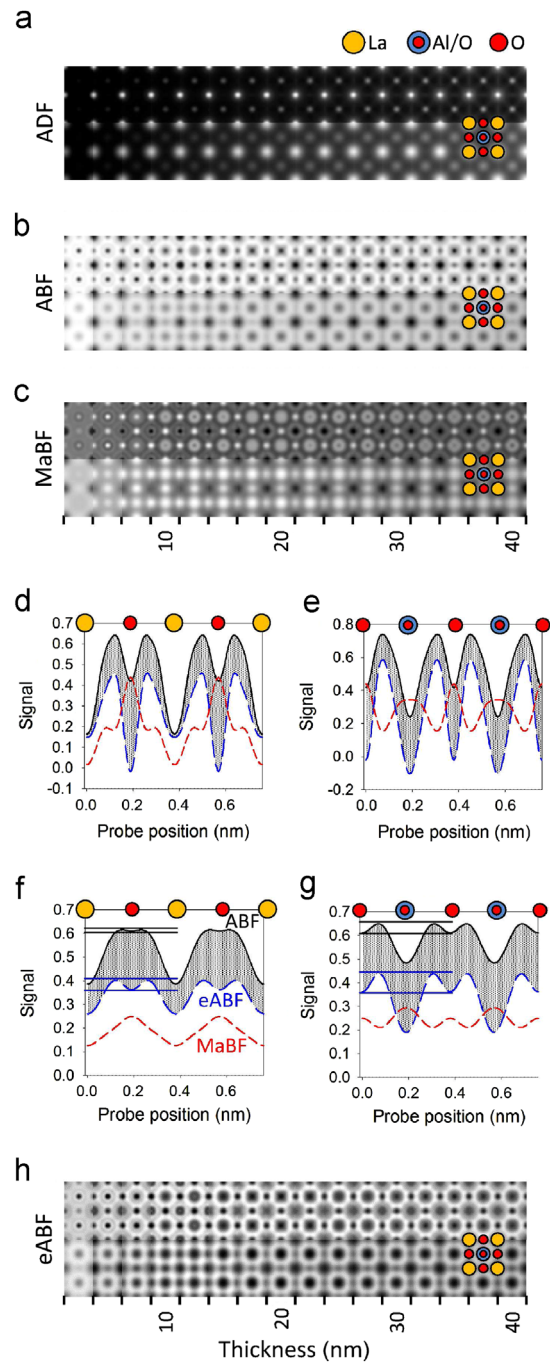 a
La Al/O O
ADF
b
ABF
c
MaBF
10 20 30 40
d
e
0.7
0.6
0.5
0.4
0.3
0.2
0.1
0.0
-0.1
Signal
0.0 0.2 0.4 0.6
Probe position (nm)
0.8
0.6
0.4
0.2
0.0
-0.2
Signal
0.0 0.2 0.4 0.6
Probe position (nm)
f
g
0.7
0.6
0.5
0.4
0.3
0.2
0.1
0.0
Signal
ABF
eABF
MaBF
0.0 0.2 0.4 0.6
Probe position (nm)
0.7
0.6
0.5
0.4
0.3
0.2
0.1
0.0
Signal
0.0 0.2 0.4 0.6
Probe position (nm)
h
eABF
10 20 30 40
Thickness (nm)